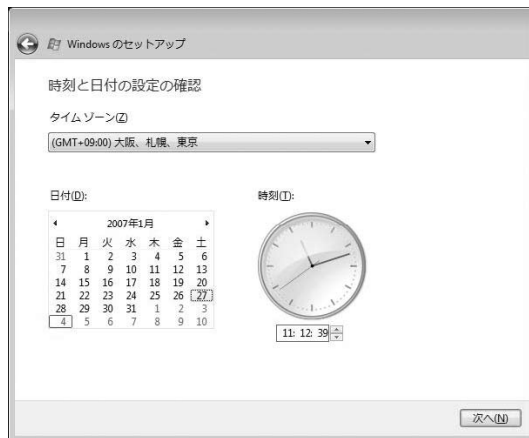 Windows のセットアップ
時刻と日付の設定の確認
タイム ゾーン(Z)
(GMT+09:00) 大阪、札幌、東京
日付(D):
時刻(T):
2007年1月
日 月 火 水 木 金 土
31 1 2 3 4 5 6
7 8 9 10 11 12 13
14 15 16 17 18 19 20
21 22 23 24 25 26 27
28 29 30 31 1 2 3
4 5 6 7 8 9 10
11: 12: 39
次へ(N)